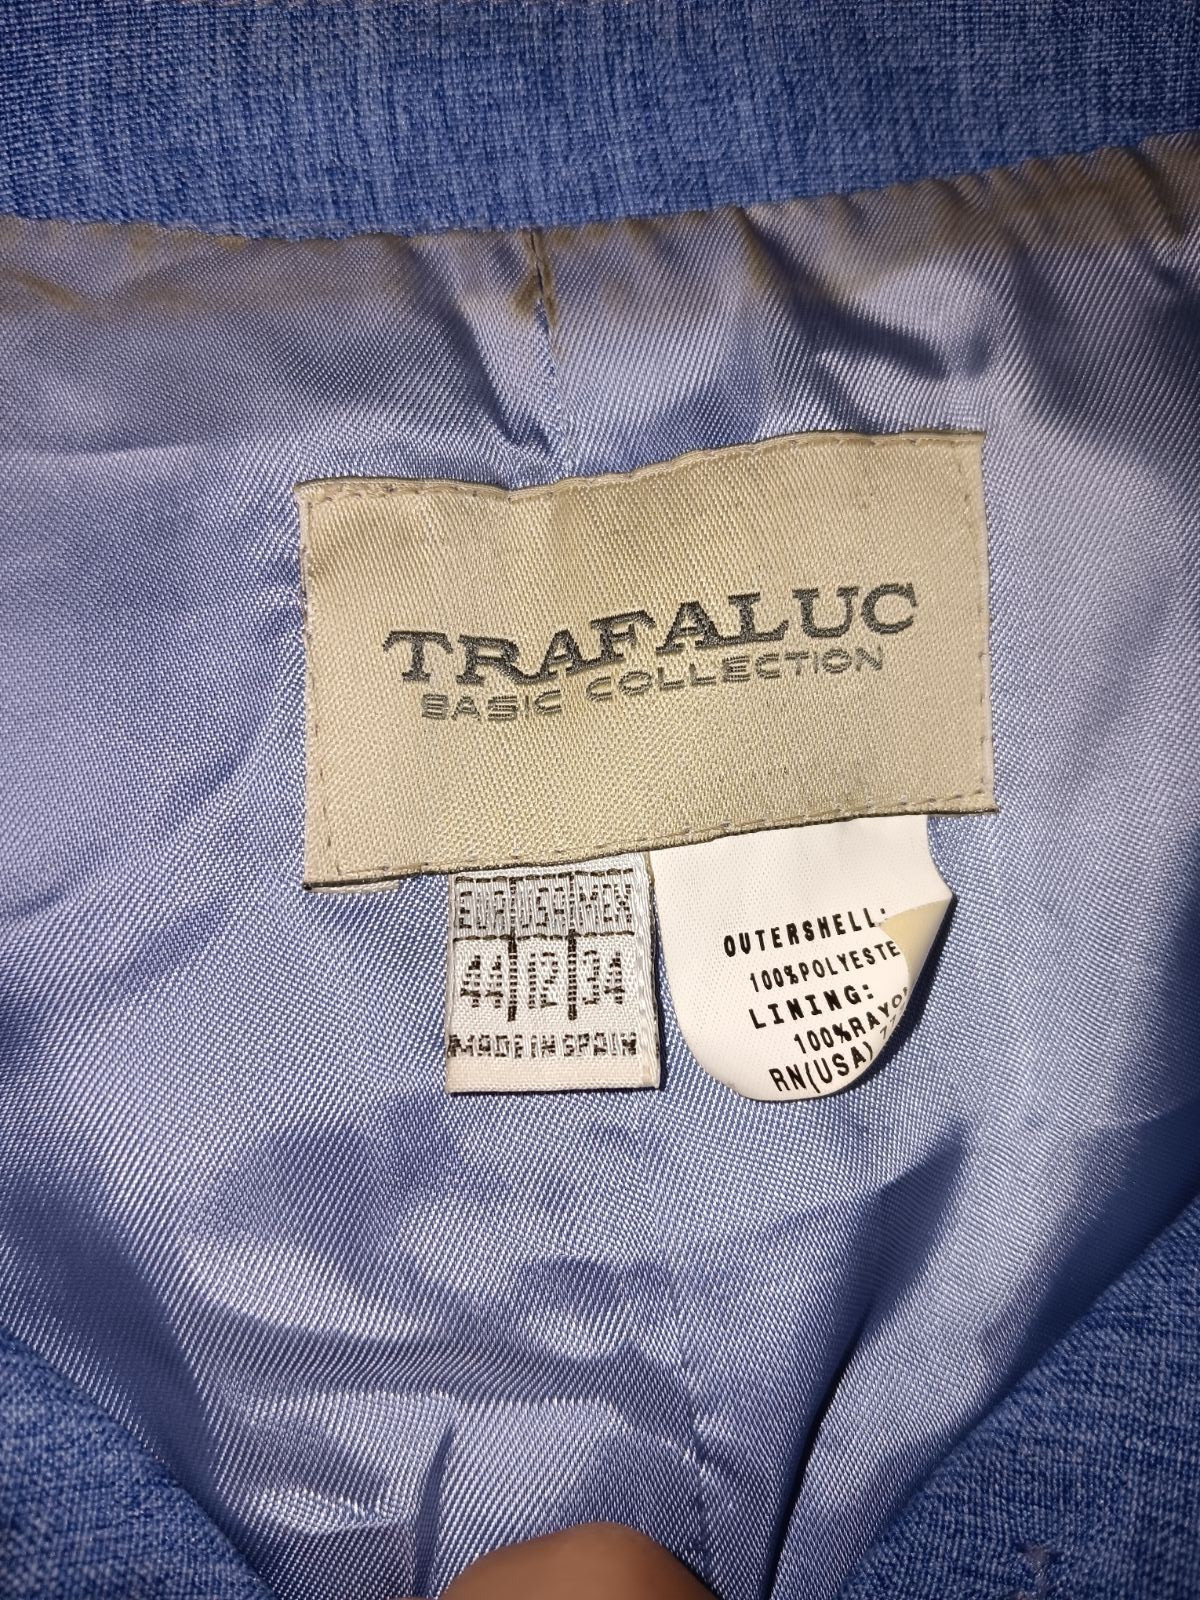 TRAFALUC
BASIC COLLECTION
EUR USA MEX
44 12 34
MADE IN SPAIN
OUTERSHELL:
100%POLYESTE
LINING:
100%RAYO
RN(USA)